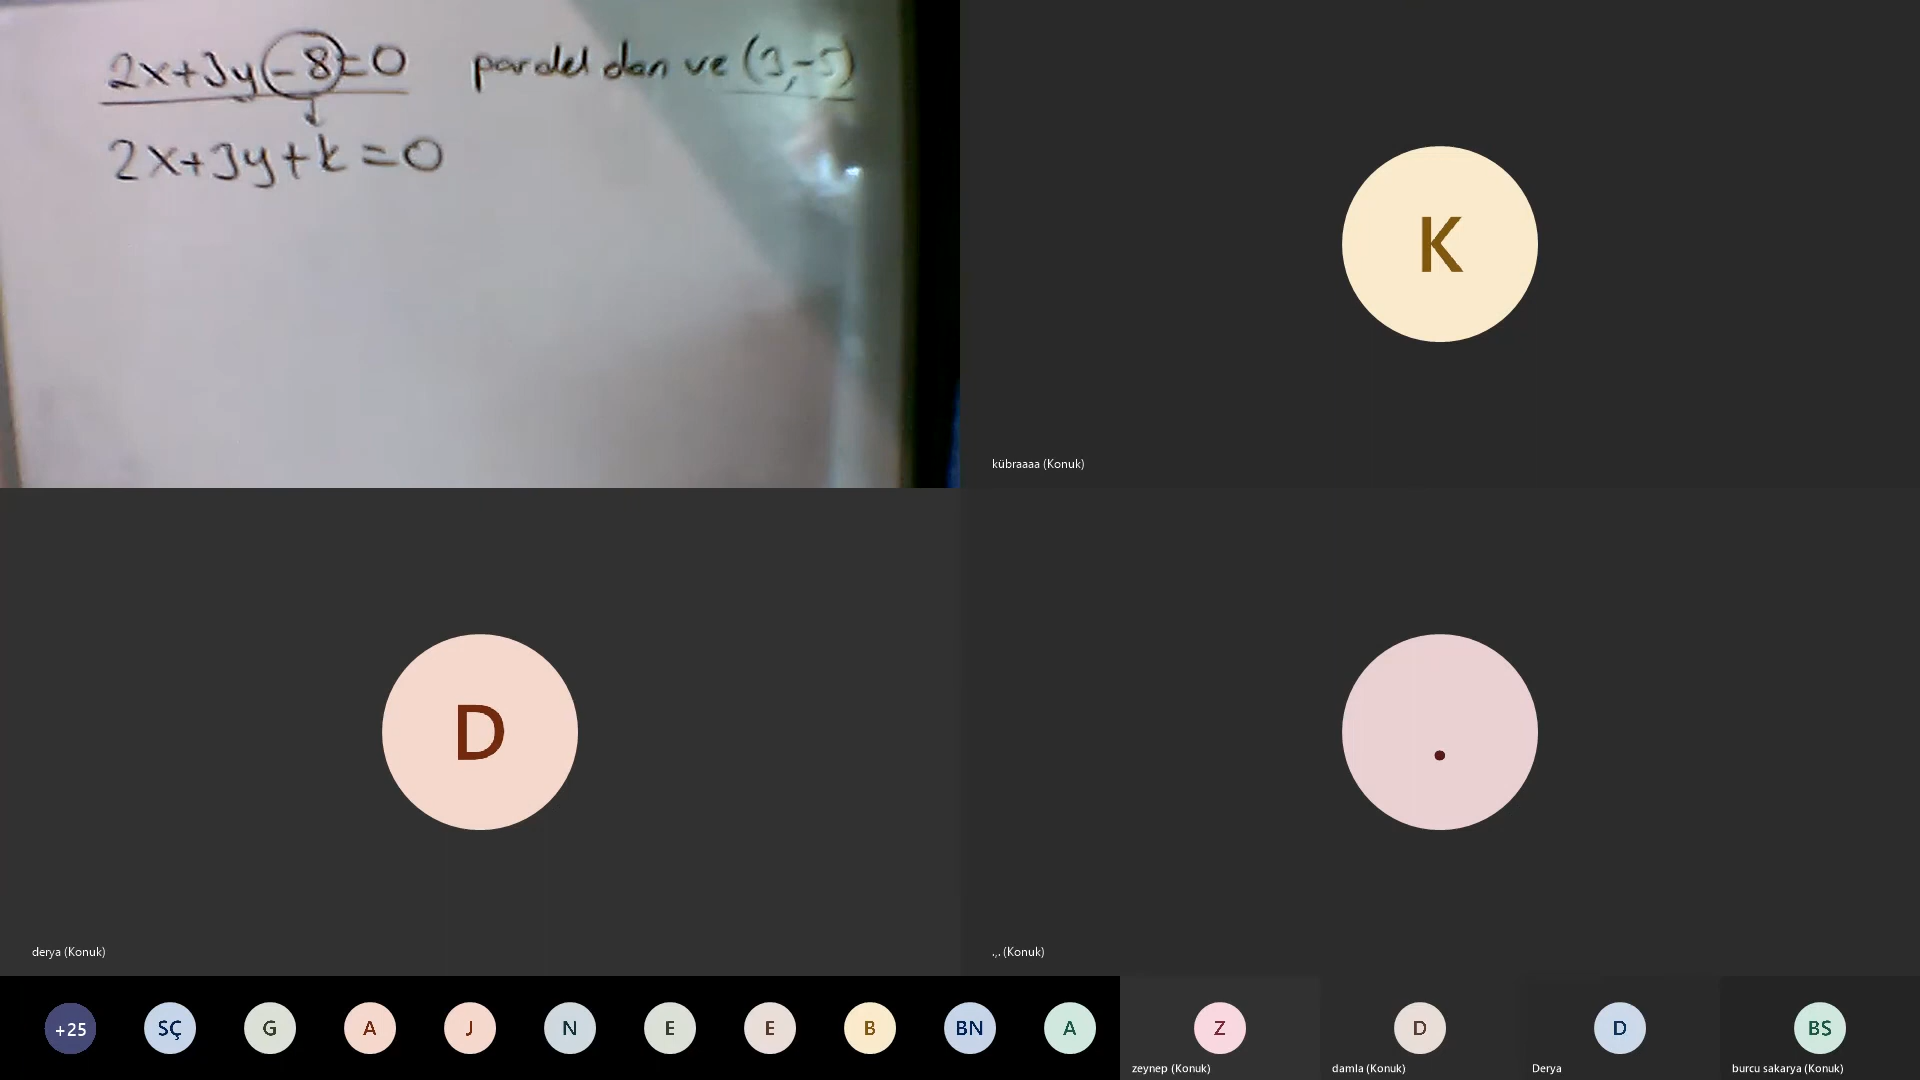 2x+3y-8=0 paralel olan ve (3,-5)
2x+3y+k=0
K
kübraaaa (Konuk)
D
.
derya (Konuk)
.,. (Konuk)
+25 SÇ G A J N E E B BN A Z D D BS
zeynep (Konuk) damla (Konuk) Derya burcu sakarya (Konuk)